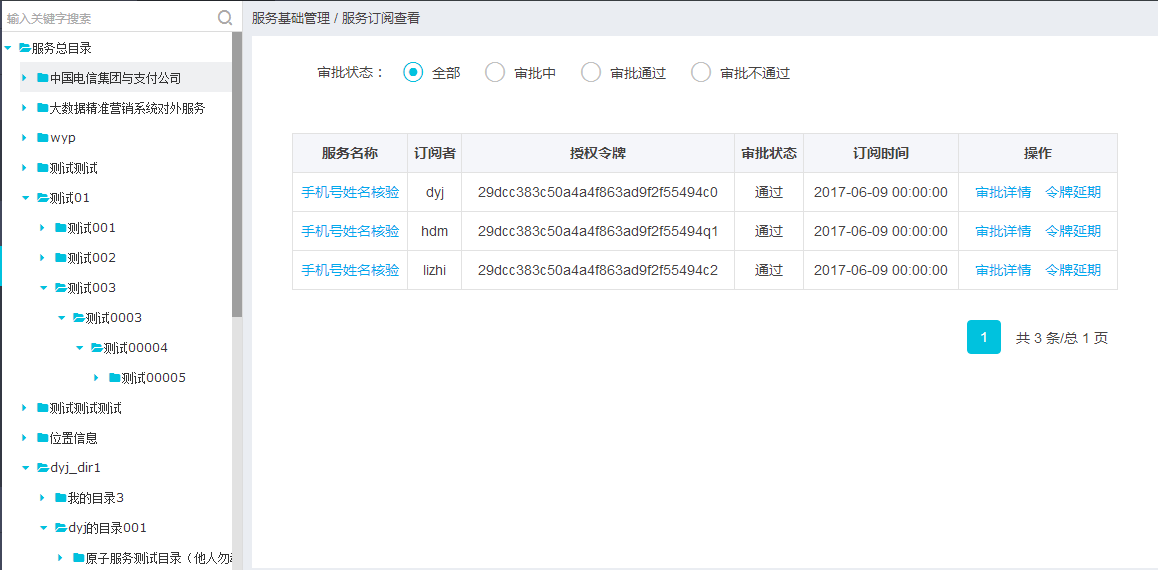 输入关键字搜索
服务总目录
中国电信集团与支付公司
大数据精准营销系统对外服务
wyp
测试测试
测试01
测试001
测试002
测试003
测试0003
测试00004
测试00005
测试测试测试
位置信息
dyj_dir1
我的目录3
dyj的目录001
原子服务测试目录（他人勿
服务基础管理 / 服务订阅查看
审批状态： 全部 审批中 审批通过 审批不通过
服务名称 订阅者 授权令牌 审批状态 订阅时间 操作
手机号姓名核验 dyj 29dcc383c50a4a4f863ad9f2f55494c0 通过 2017-06-09 00:00:00 审批详情 令牌延期
手机号姓名核验 hdm 29dcc383c50a4a4f863ad9f2f55494q1 通过 2017-06-09 00:00:00 审批详情 令牌延期
手机号姓名核验 lizhi 29dcc383c50a4a4f863ad9f2f55494c2 通过 2017-06-09 00:00:00 审批详情 令牌延期
1 共 3 条/总 1 页